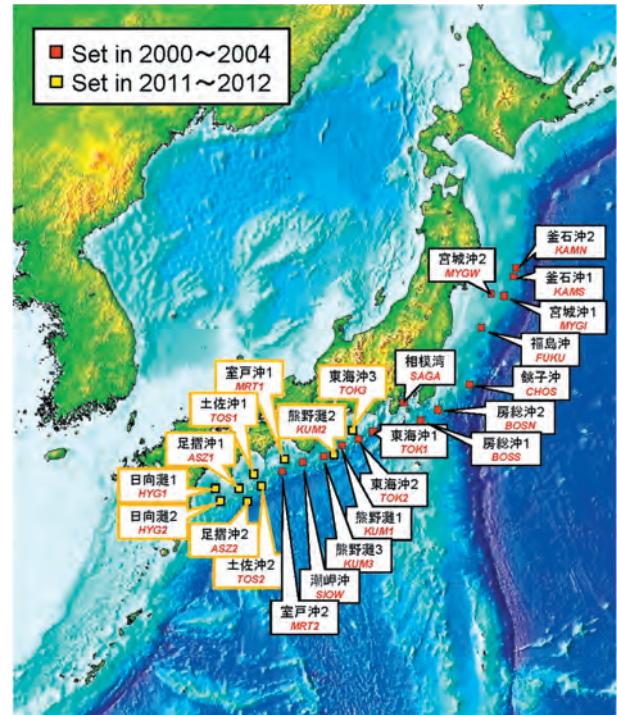 Set in 2000～2004
Set in 2011～2012
釜石沖2
KAMN
宮城沖2
MYGW
釜石沖1
KAMS
宮城沖1
MYGI
福島沖
FUKU
相模湾
SAGA
銚子沖
CHOS
室戸沖1
MRT1
東海沖3
TOK3
房総沖2
BOSN
土佐沖1
TOS1
熊野灘2
KUM2
東海沖1
TOK1
房総沖1
BOSS
足摺沖1
ASZ1
日向灘1
HYG1
東海沖2
TOK2
日向灘2
HYG2
熊野灘1
KUM1
足摺沖2
ASZ2
熊野灘3
KUM3
土佐沖2
TOS2
潮岬沖
SIOW
室戸沖2
MRT2